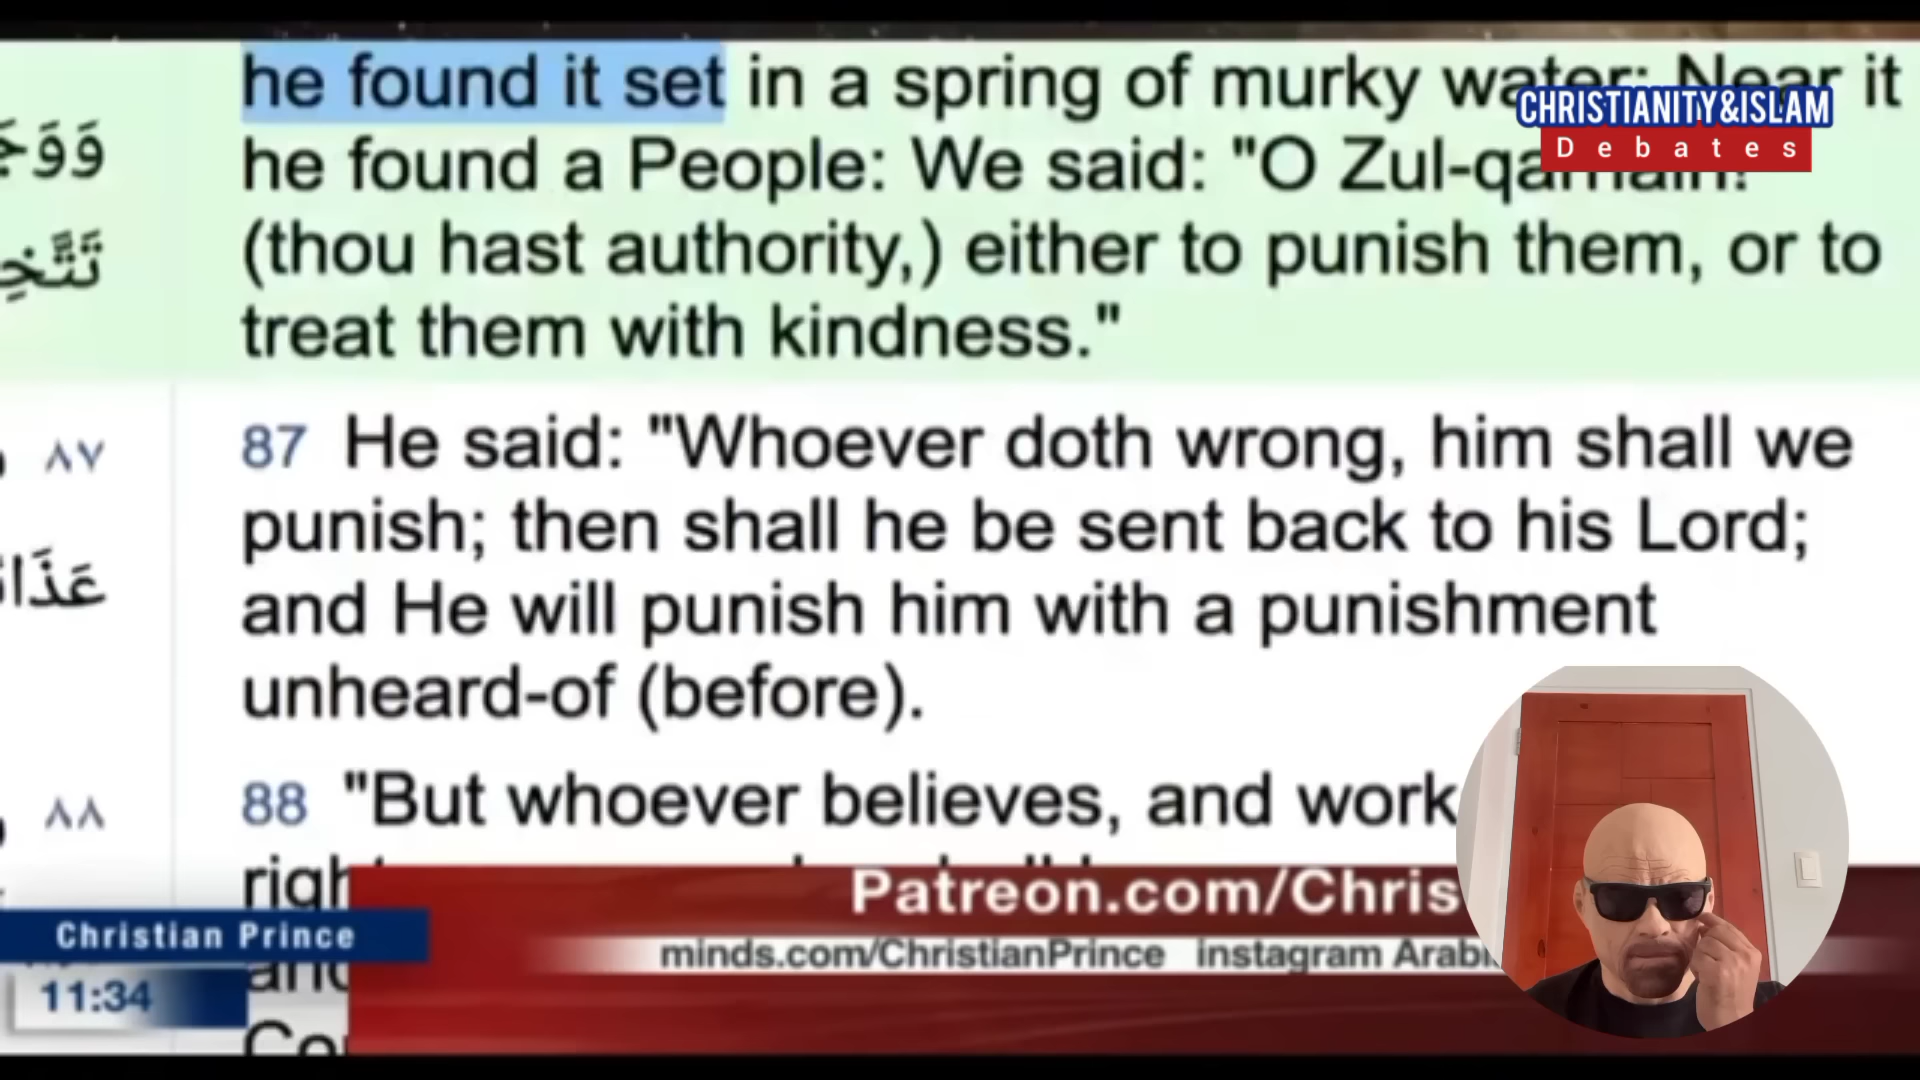 he found it set in a spring of murky water: Near it
CHRISTIANITY&ISLAM
Debates
he found a People: We said: "O Zul-qarnain!
(thou hast authority,) either to punish them, or to
treat them with kindness."
٨٧
87 He said: "Whoever doth wrong, him shall we
punish; then shall he be sent back to his Lord;
and He will punish him with a punishment
unheard-of (before).
٨٨
88 "But whoever believes, and work
Patreon.com/Chris
Christian Prince
minds.com/ChristianPrince instagram Arabi
11:34